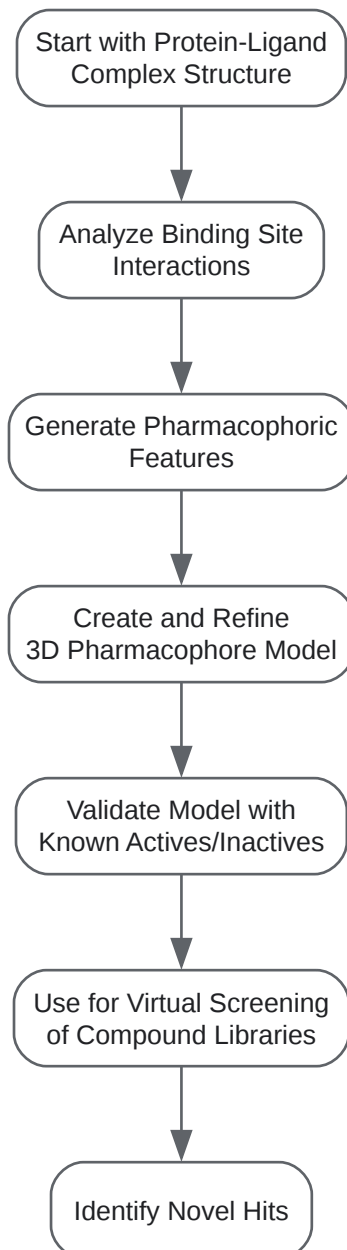 Start with Protein-Ligand
Complex Structure
Analyze Binding Site
Interactions
Generate Pharmacophoric
Features
Create and Refine
3D Pharmacophore Model
Validate Model with
Known Actives/Inactives
Use for Virtual Screening
of Compound Libraries
Identify Novel Hits